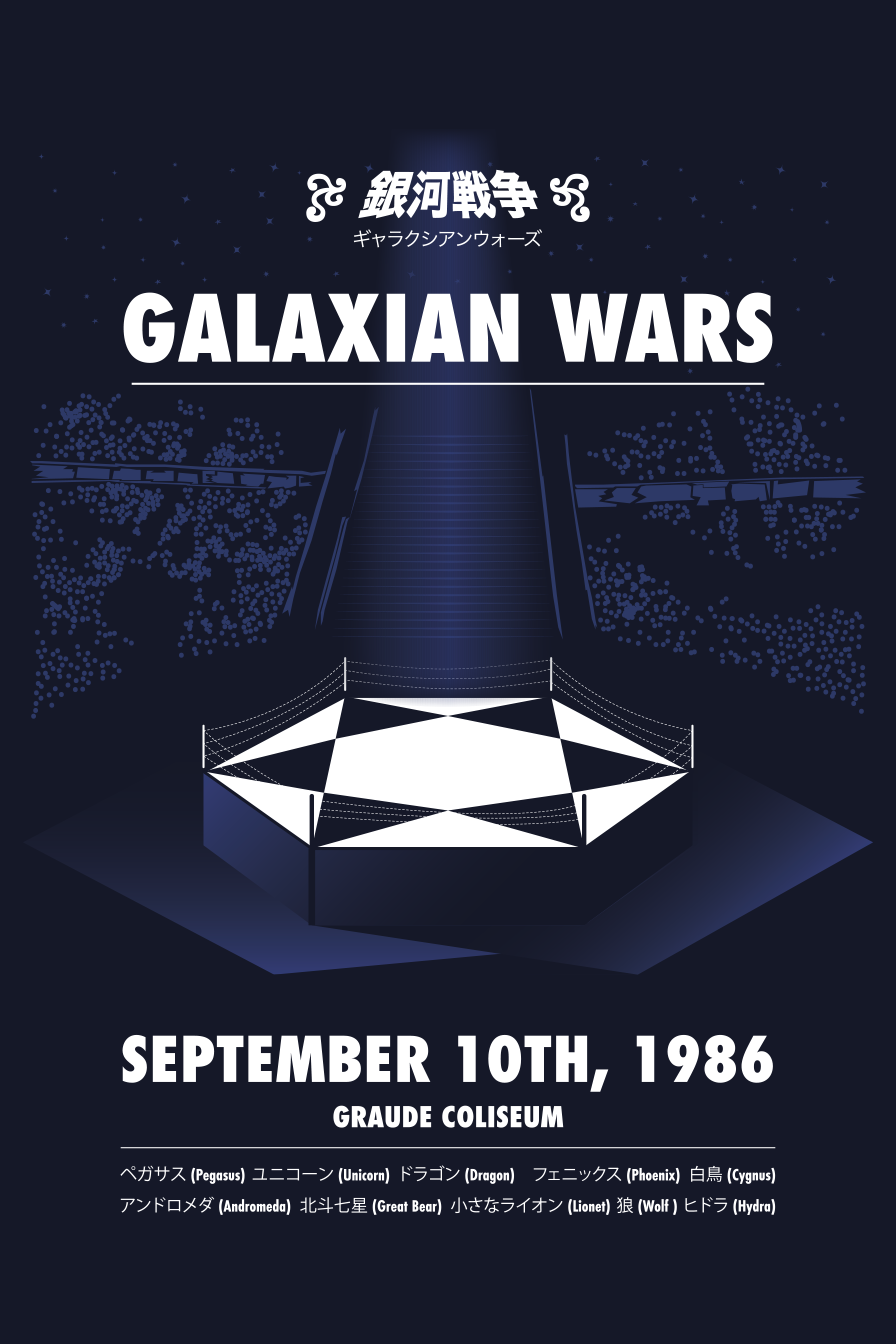 銀河戦争
ギャラクシアンウォーズ
GALAXIAN WARS
SEPTEMBER 10TH, 1986
GRAUDE COLISEUM
ペガサス (Pegasus) ユニコーン (Unicorn) ドラゴン (Dragon) フェニックス (Phoenix) 白鳥 (Cygnus)
アンドロメダ (Andromeda) 北斗七星 (Great Bear) 小さなライオン (Lionet) 狼 (Wolf ) ヒドラ (Hydra)